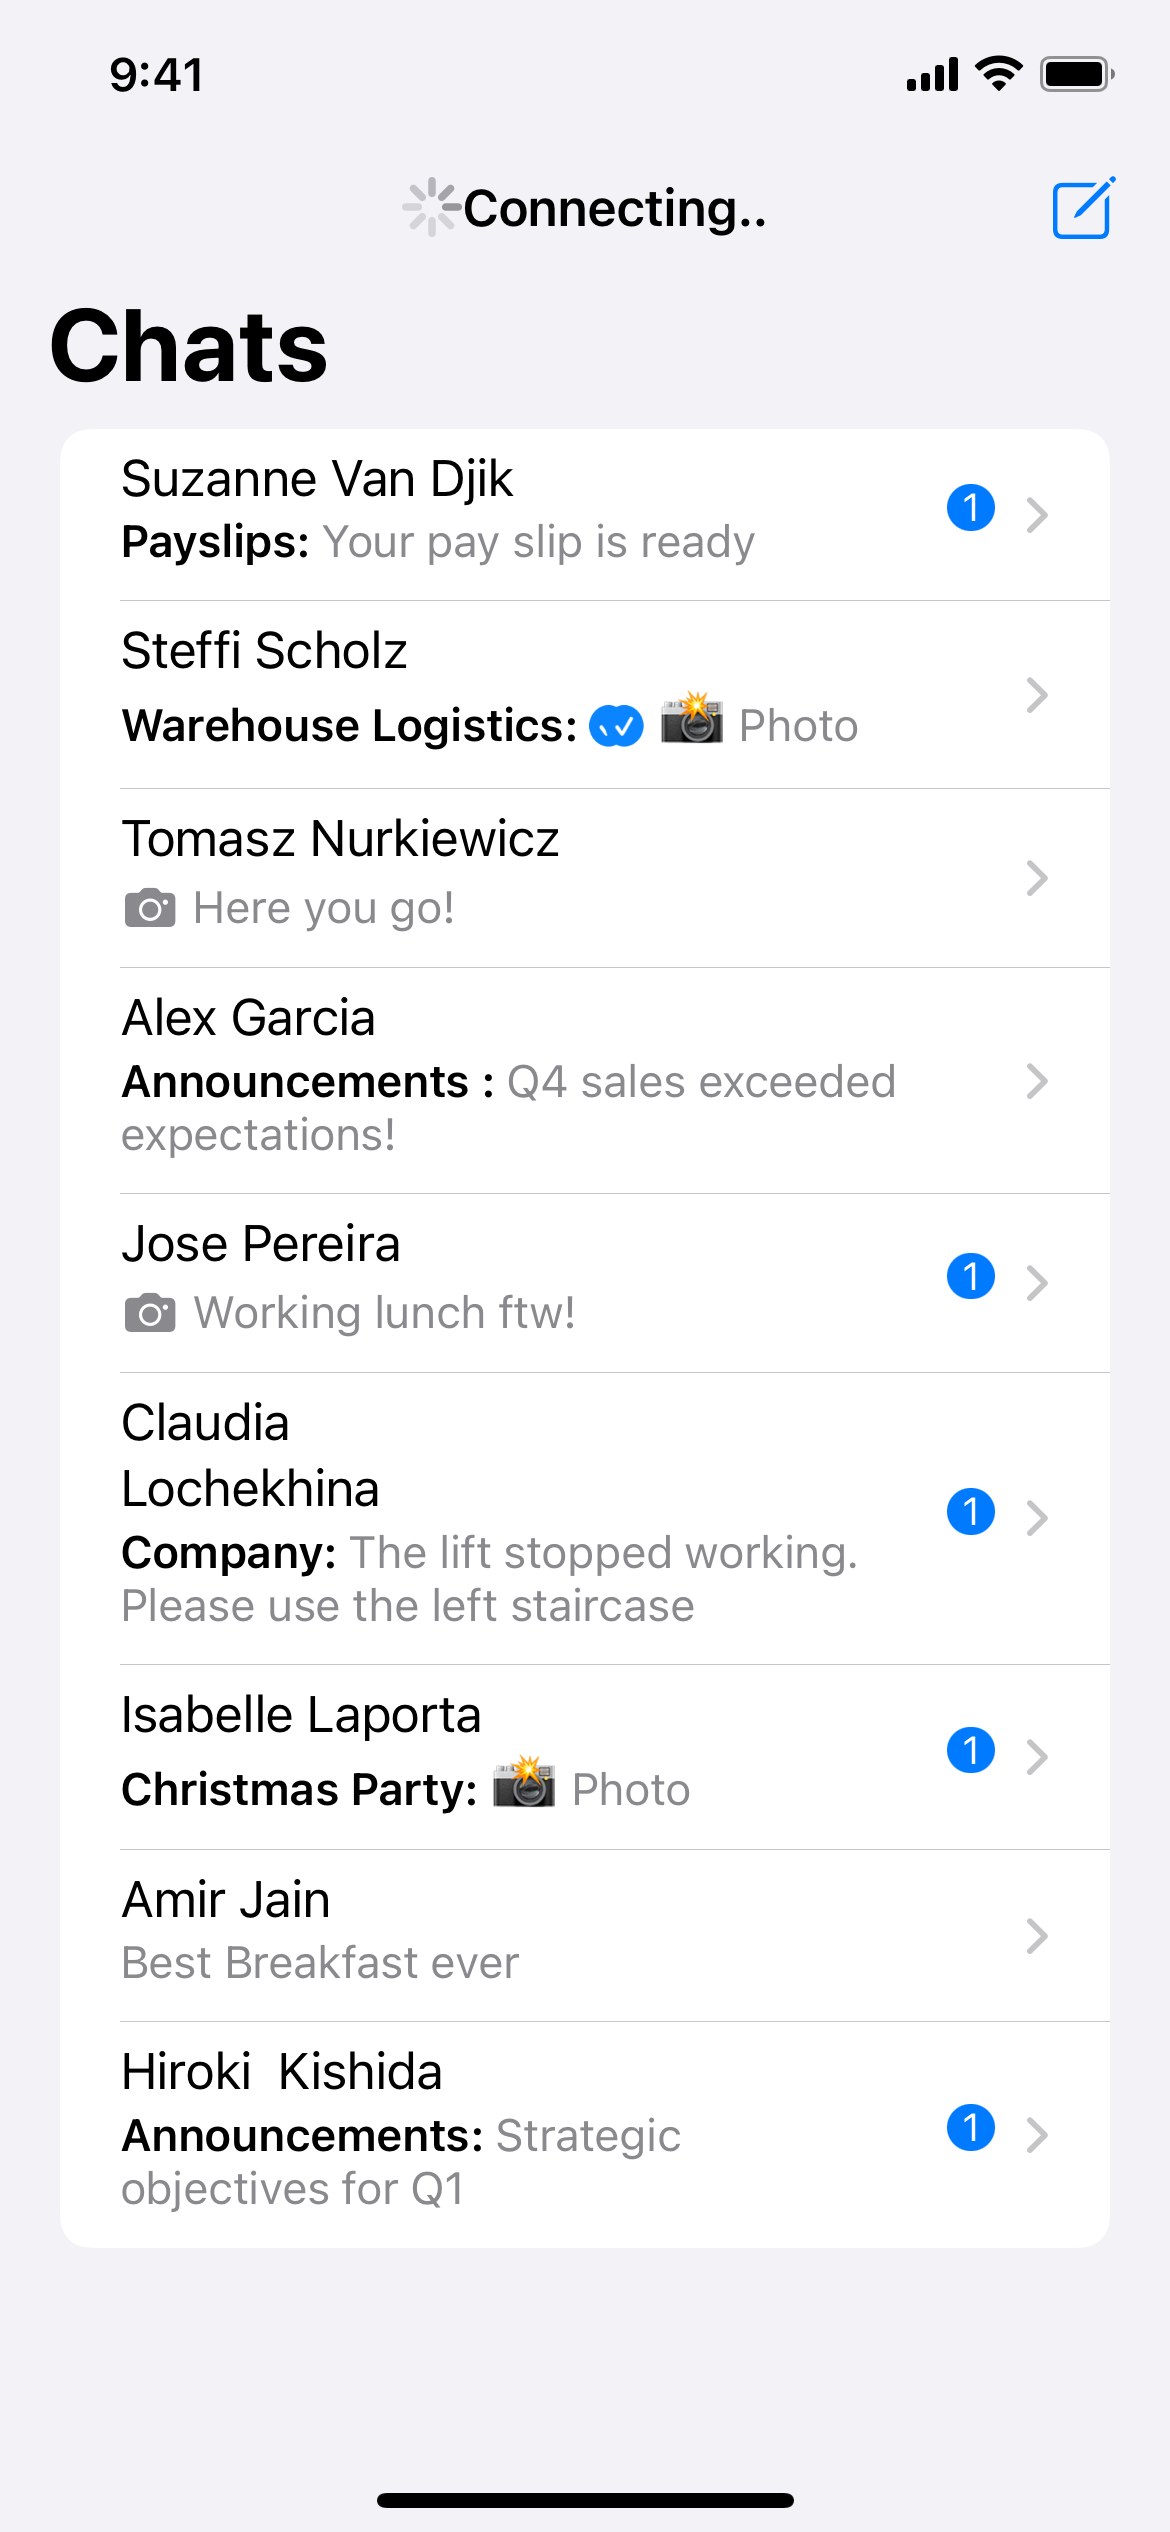 9:41
Connecting..
Chats
Suzanne Van Djik
Payslips: Your pay slip is ready
1
Steffi Scholz
Warehouse Logistics: 📸 Photo
Tomasz Nurkiewicz
Here you go!
Alex Garcia
Announcements : Q4 sales exceeded
expectations!
Jose Pereira
Working lunch ftw!
1
Claudia
Lochekhina
Company: The lift stopped working.
Please use the left staircase
1
Isabelle Laporta
Christmas Party: 📸 Photo
1
Amir Jain
Best Breakfast ever
Hiroki  Kishida
Announcements: Strategic
objectives for Q1
1